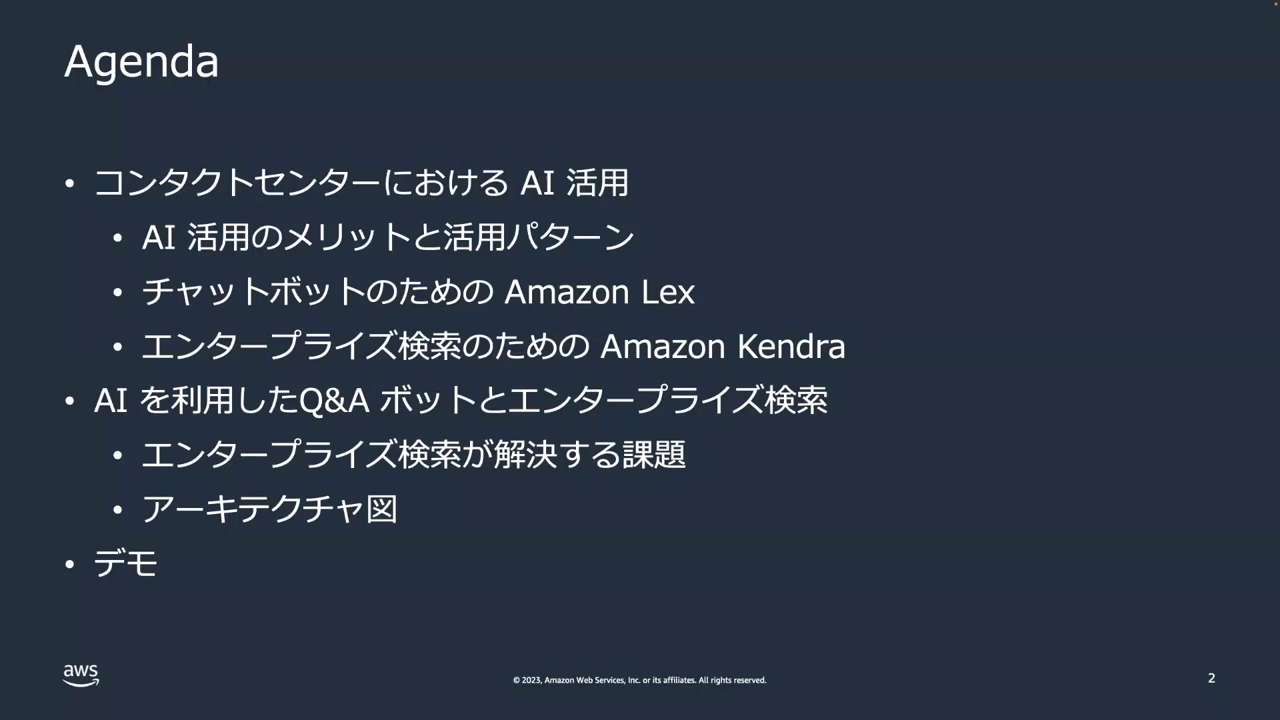 Agenda
• コンタクトセンターにおける AI 活用
• AI 活用のメリットと活用パターン
• チャットボットのための Amazon Lex
• エンタープライズ検索のための Amazon Kendra
• AI を利用したQ&A ボットとエンタープライズ検索
• エンタープライズ検索が解決する課題
• アーキテクチャ図
• デモ
aws
© 2023, Amazon Web Services, Inc. or its affiliates. All rights reserved.
2